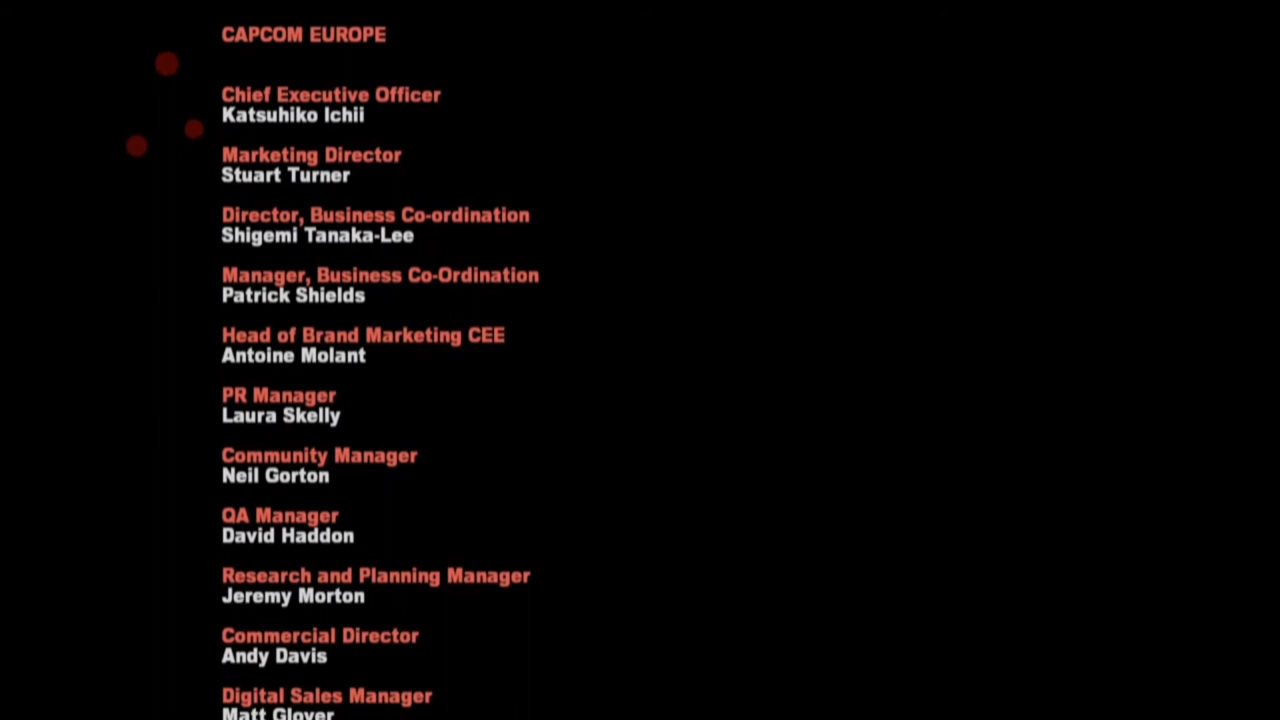 CAPCOM EUROPE
Chief Executive Officer
Katsuhiko Ichii
Marketing Director
Stuart Turner
Director, Business Co-ordination
Shigemi Tanaka-Lee
Manager, Business Co-Ordination
Patrick Shields
Head of Brand Marketing CEE
Antoine Molant
PR Manager
Laura Skelly
Community Manager
Neil Gorton
QA Manager
David Haddon
Research and Planning Manager
Jeremy Morton
Commercial Director
Andy Davis
Digital Sales Manager
Matt Glover